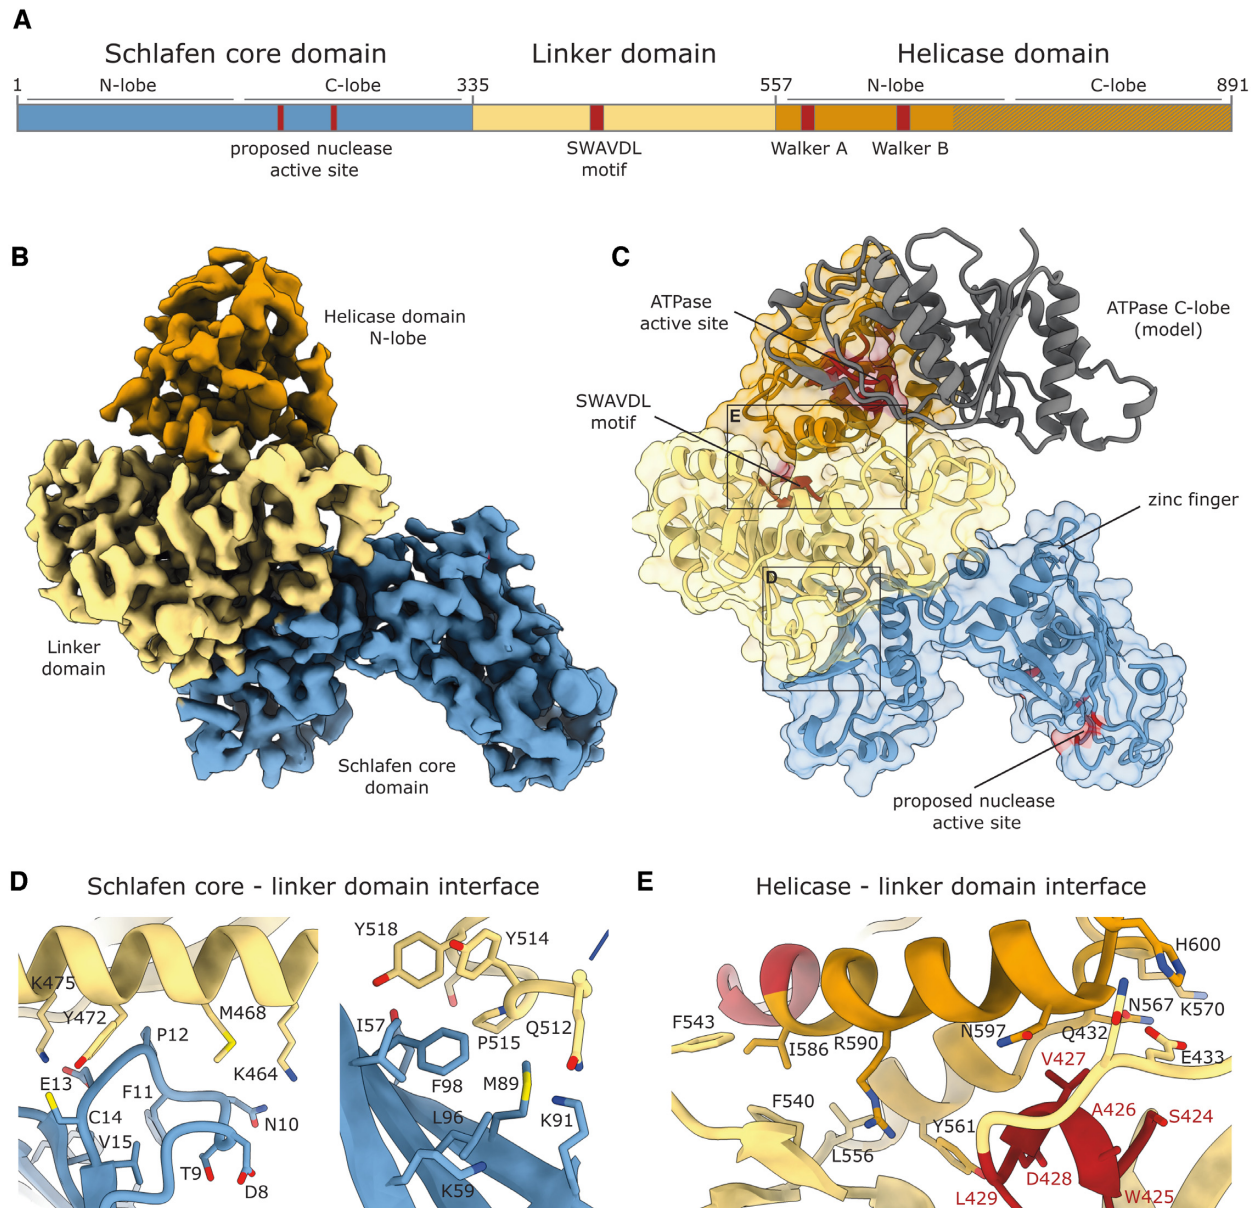 A
Schlafen core domain
Linker domain
Helicase domain
1
N-lobe
C-lobe
335
557
N-lobe
C-lobe
891
proposed nuclease
active site
SWAVDL
motif
Walker A
Walker B
B
Helicase domain
N-lobe
Linker
domain
Schlafen core
domain
C
ATPase
active site
ATPase C-lobe
(model)
SWAVDL
motif
E
zinc finger
D
proposed nuclease
active site
D
Schlafen core - linker domain interface
K475
Y472
M468
P12
K464
E13
F11
C14
N10
V15
T9
D8
Y518
Y514
I57
Q512
P515
F98
M89
L96
K91
K59
E
Helicase - linker domain interface
H600
F543
N567
K570
N597
Q432
I586
R590
E433
V427
F540
A426
S424
Y561
L556
D428
L429
W425